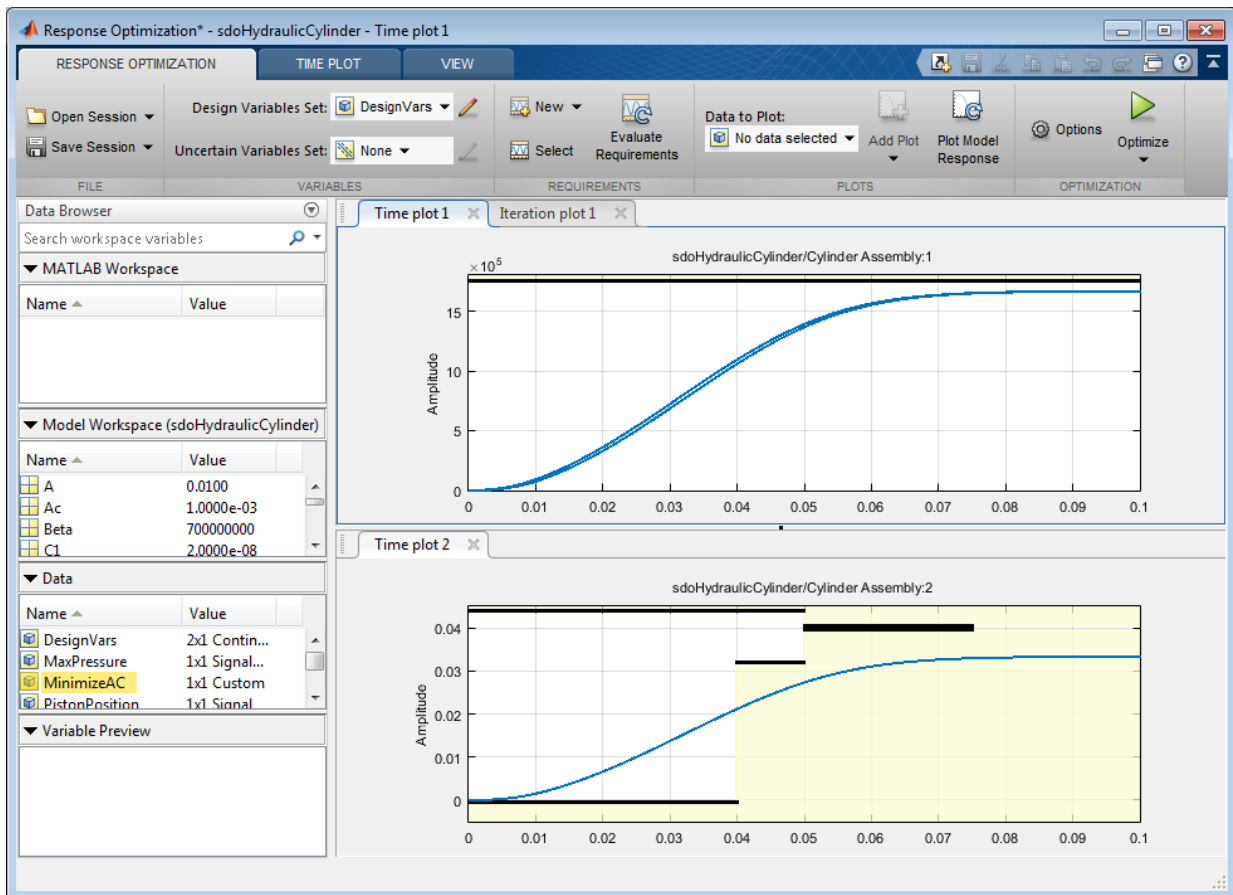 Response Optimization* - sdoHydraulicCylinder - Time plot 1
RESPONSE OPTIMIZATION TIME PLOT VIEW
Open Session
Save Session
FILE
Design Variables Set: DesignVars
Uncertain Variables Set: None
VARIABLES
New
Select
Evaluate
Requirements
REQUIREMENTS
Data to Plot:
No data selected
Add Plot
Plot Model
Response
PLOTS
Options
Optimize
OPTIMIZATION
Data Browser
Search workspace variables
MATLAB Workspace
Name Value
Model Workspace (sdoHydraulicCylinder)
Name Value
A 0.0100
Ac 1.0000e-03
Beta 700000000
C1 2.0000e-08
Data
Name Value
DesignVars 2x1 Contin...
MaxPressure 1x1 Signal...
MinimizeAC 1x1 Custom
PistonPosition 1x1 Signal
Variable Preview
Time plot 1 Iteration plot 1
sdoHydraulicCylinder/Cylinder Assembly:1
×10⁵
15
10
5
0
Amplitude
0 0.01 0.02 0.03 0.04 0.05 0.06 0.07 0.08 0.09 0.1
Time plot 2
sdoHydraulicCylinder/Cylinder Assembly:2
0.04
0.03
0.02
0.01
0
Amplitude
0 0.01 0.02 0.03 0.04 0.05 0.06 0.07 0.08 0.09 0.1